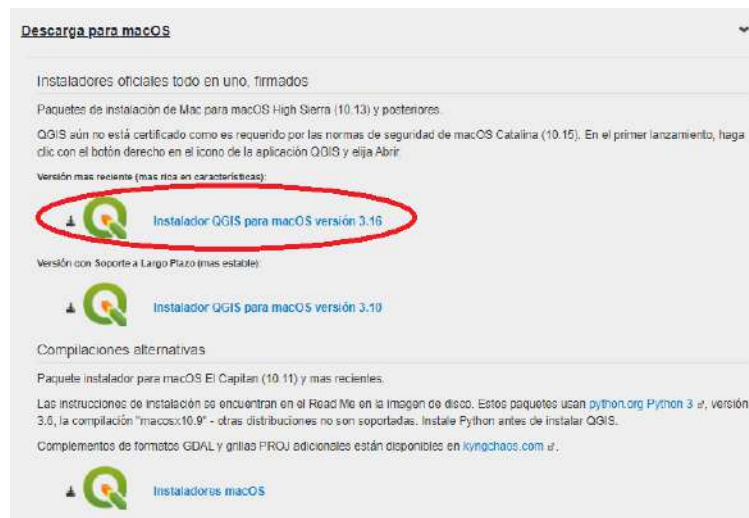 Descarga para macOS
Instaladores oficiales todo en uno, firmados
Paquetes de instalación de Mac para macOS High Sierra (10.13) y posteriores.
QGIS aún no está certificado como es requerido por las normas de seguridad de macOS Catalina (10.15). En el primer lanzamiento, haga
clic con el botón derecho en el icono de la aplicación QGIS y elija Abrir.
Versión mas reciente (mas rica en características):
Instalador QGIS para macOS versión 3.16
Versión con Soporte a Largo Plazo (mas estable):
Instalador QGIS para macOS versión 3.10
Compilaciones alternativas
Paquete instalador para macOS El Capitan (10.11) y mas recientes.
Las instrucciones de instalación se encuentran en el Read Me en la imagen de disco. Estos paquetes usan python.org Python 3, versión
3.6, la compilación "macosx10.9" - otras distribuciones no son soportadas. Instale Python antes de instalar QGIS.
Complementos de formatos GDAL y grillas PROJ adicionales están disponibles en kyngchaos.com.
Instaladores macOS